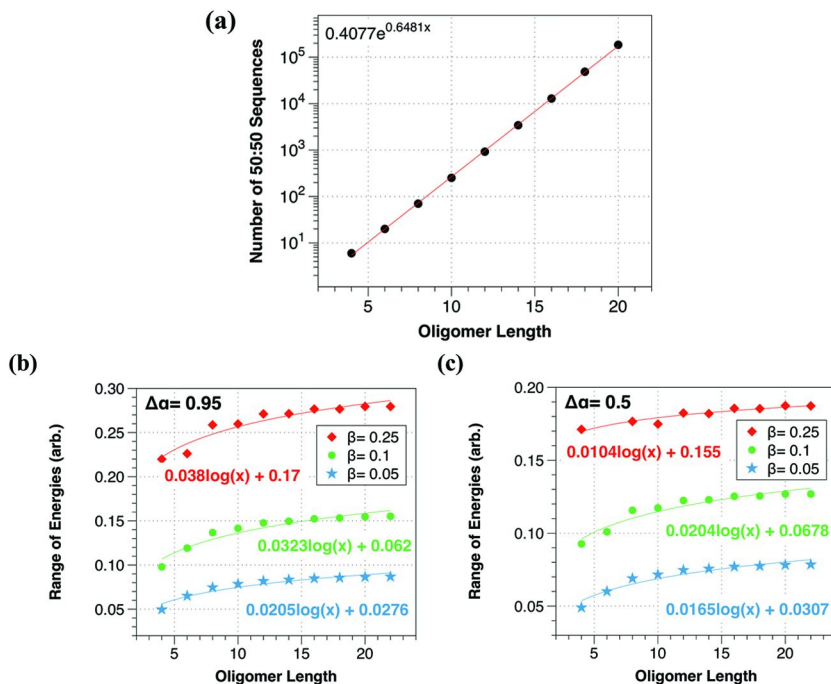 (a)
0.4077e^0.6481x
Number of 50:50 Sequences
10^5
10^4
10^3
10^2
10^1
5 10 15 20
Oligomer Length
(b)
Δα= 0.95
Range of Energies (arb.)
0.30
0.25
0.20
0.15
0.10
0.05
β= 0.25
β= 0.1
β= 0.05
0.038log(x) + 0.17
0.0323log(x) + 0.062
0.0205log(x) + 0.0276
5 10 15 20
Oligomer Length
(c)
Δα= 0.5
Range of Energies (arb.)
0.20
0.15
0.10
0.05
β= 0.25
β= 0.1
β= 0.05
0.0104log(x) + 0.155
0.0204log(x) + 0.0678
0.0165log(x) + 0.0307
5 10 15 20
Oligomer Length